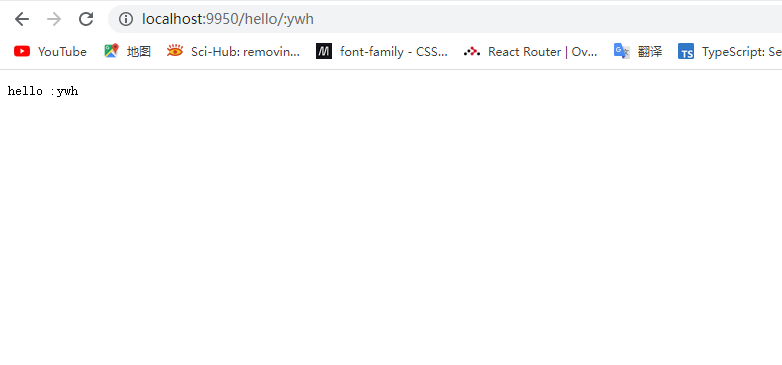 localhost:9950/hello/:ywh
YouTube 地图 Sci-Hub: removin... M font-family - CSS... React Router | Ov... G 翻译 TS TypeScript: Se
hello :ywh